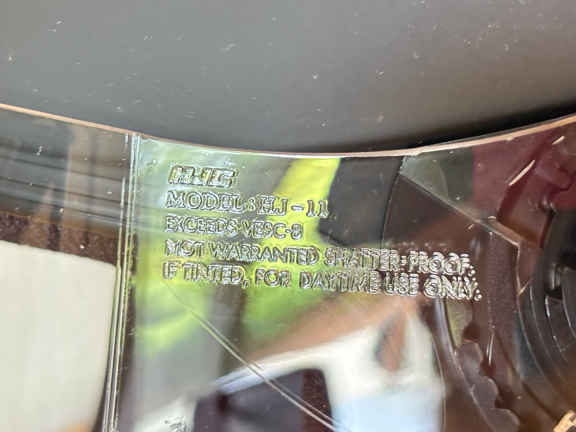 HJC
MODEL: HJ-11
EXCEEDS VESC-8
NOT WARRANTED SHATTER-PROOF.
IF TINTED, FOR DAYTIME USE ONLY.